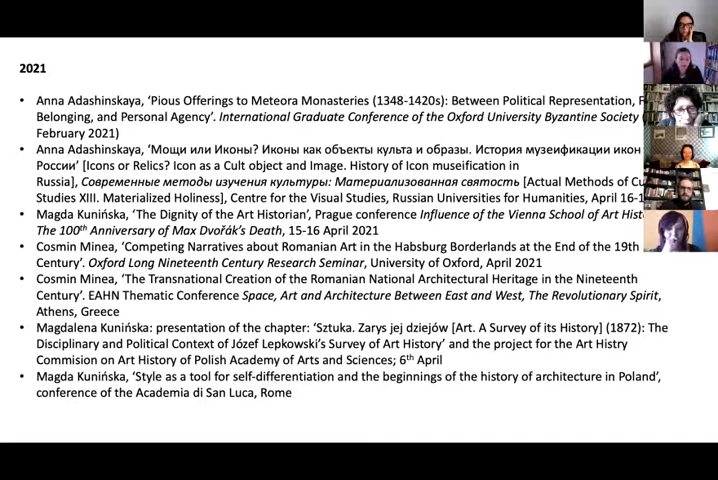 2021
• Anna Adashinskaya, ‘Pious Offerings to Meteora Monasteries (1348-1420s): Between Political Representation,
Belonging, and Personal Agency’. International Graduate Conference of the Oxford University Byzantine Society (
February 2021)
• Anna Adashinskaya, ‘Мощи или Иконы? Иконы как объекты культа и образы. История музеификации икон
России’ [Icons or Relics? Icon as a Cult object and Image. History of Icon museification in
Russia], Современные методы изучения культуры: Материализованная святость [Actual Methods of
Studies XIII. Materialized Holiness], Centre for the Visual Studies, Russian Universities for Humanities, April 16-
• Magda Kunińska, ‘The Dignity of the Art Historian’, Prague conference Influence of the Vienna School of Art
The 100th Anniversary of Max Dvořák’s Death, 15-16 April 2021
• Cosmin Minea, ‘Competing Narratives about Romanian Art in the Habsburg Borderlands at the End of the 19th
Century’. Oxford Long Nineteenth Century Research Seminar, University of Oxford, April 2021
• Cosmin Minea, ‘The Transnational Creation of the Romanian National Architectural Heritage in the Nineteenth
Century’. EAHN Thematic Conference Space, Art and Architecture Between East and West, The Revolutionary Spirit,
Athens, Greece
• Magdalena Kunińska: presentation of the chapter: ‘Sztuka. Zarys jej dziejów [Art. A Survey of its History] (1872): The
Disciplinary and Political Context of Józef Lepkowski’s Survey of Art History’ and the project for the Art Histry
Commision on Art History of Polish Academy of Arts and Sciences; 6th April
• Magda Kunińska, ‘Style as a tool for self-differentiation and the beginnings of the history of architecture in Poland’,
conference of the Academia di San Luca, Rome